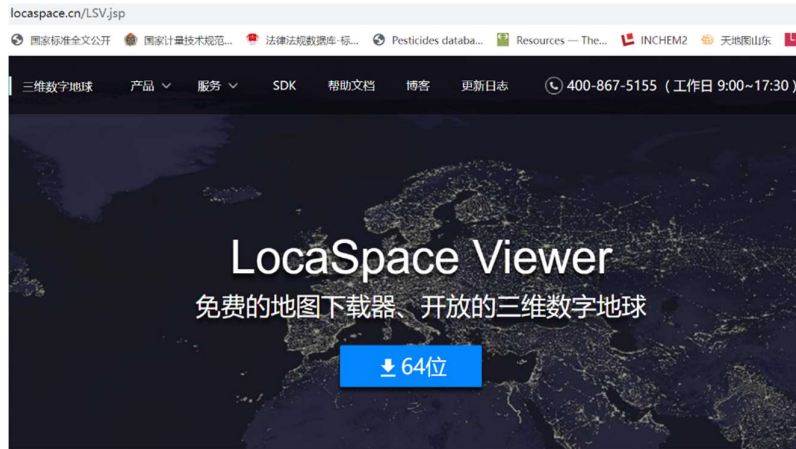 locaspace.cn/LSV.jsp
国家标准全文公开 国家计量技术规范... 法律法规数据库-标... Pesticides databa... Resources — The... INCHEM2 天地图山东
三维数字地球 产品 服务 SDK 帮助文档 博客 更新日志 400-867-5155 (工作日 9:00~17:30)
LocaSpace Viewer
免费的地图下载器、开放的三维数字地球
64位